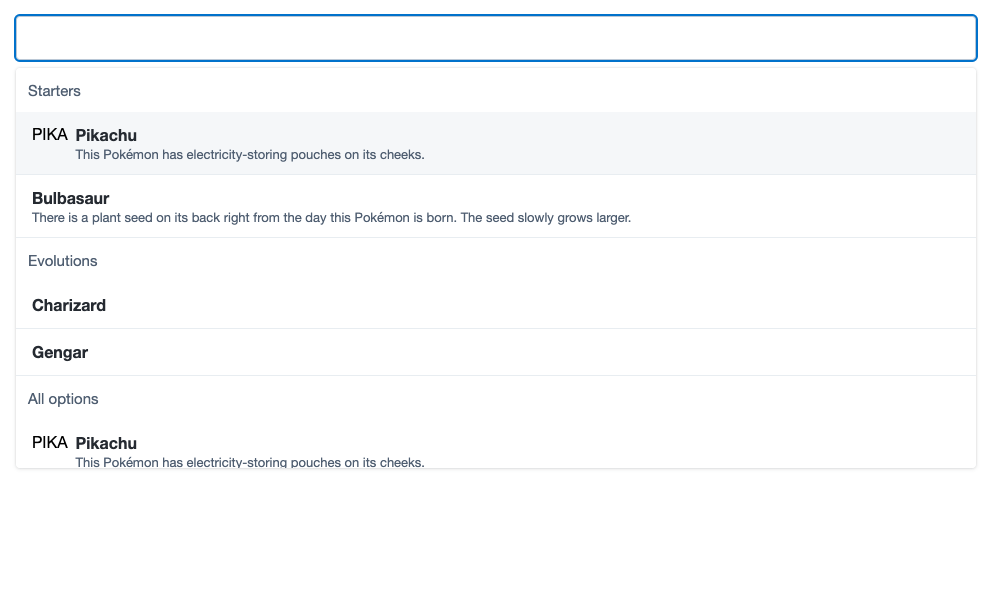 Starters
PIKA Pikachu
This Pokémon has electricity-storing pouches on its cheeks.
Bulbasaur
There is a plant seed on its back right from the day this Pokémon is born. The seed slowly grows larger.
Evolutions
Charizard
Gengar
All options
PIKA Pikachu
This Pokémon has electricity-storing pouches on its cheeks.